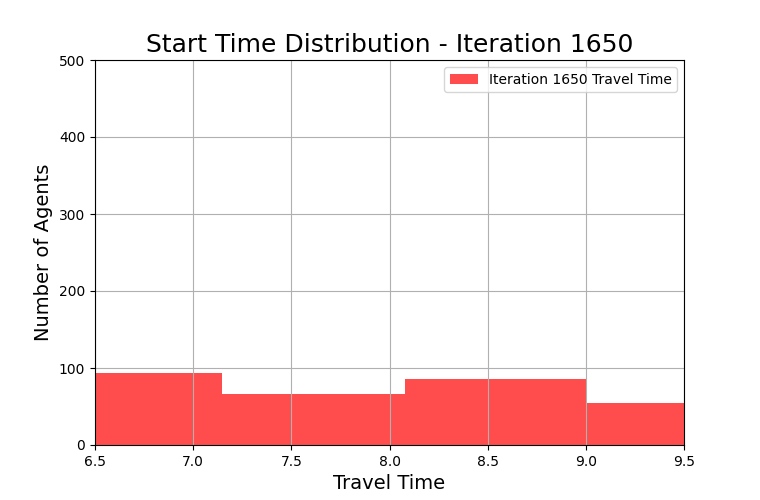 Start Time Distribution - Iteration 1650
Iteration 1650 Travel Time
Number of Agents
500
400
300
200
100
0
6.5 7.0 7.5 8.0 8.5 9.0 9.5
Travel Time